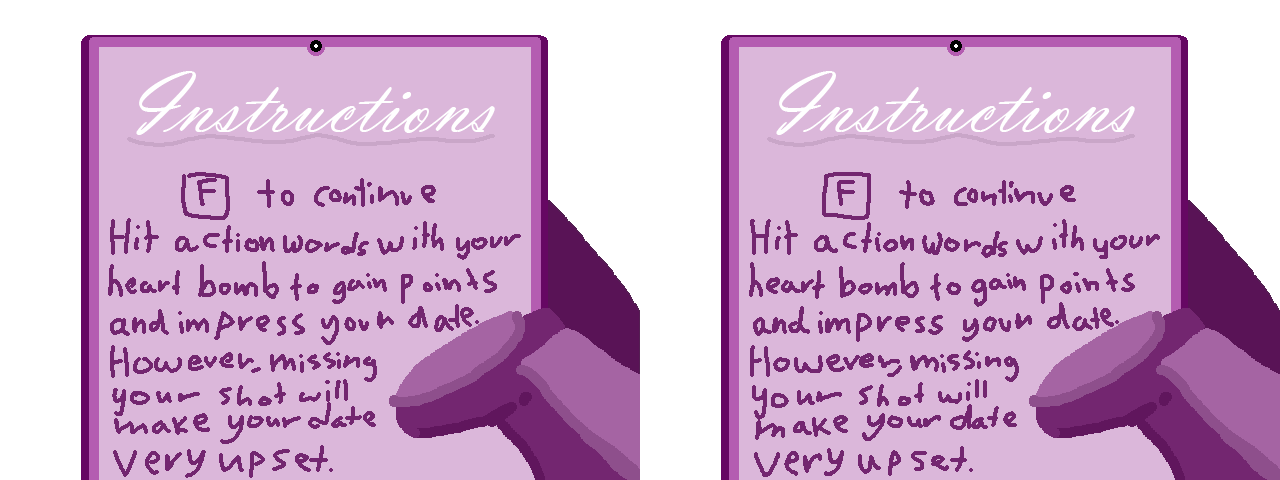 Instructions
F to continue
Hit action words with your
heart bomb to gain points
and impress your date.
However, missing
your shot will
make your date
very upset.
Instructions
F to continue
Hit action words with your
heart bomb to gain points
and impress your date.
However, missing
your shot will
make your date
very upset.